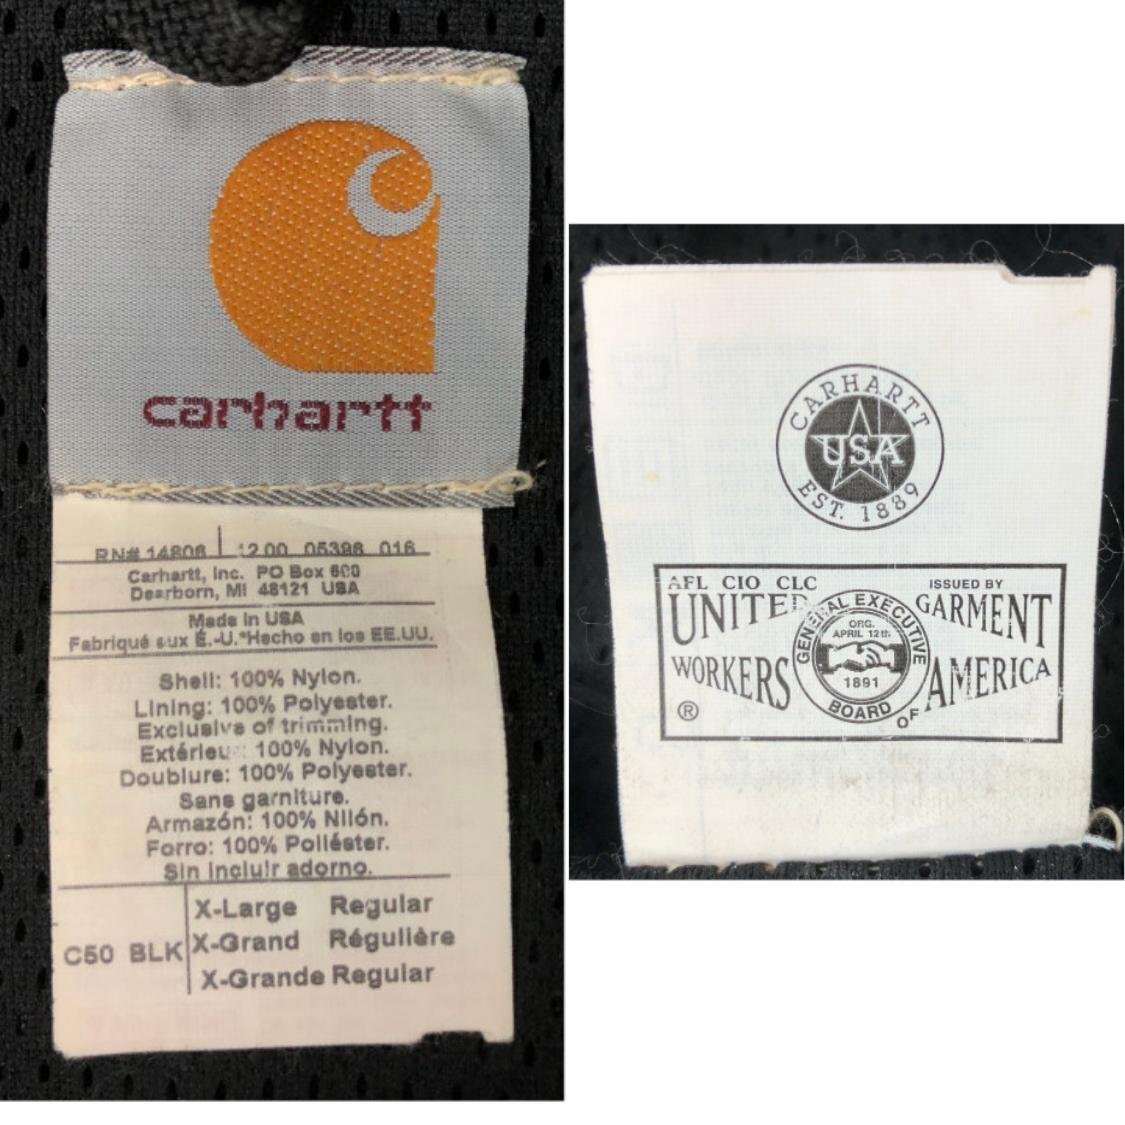 carhartt
RN# 14806 12.00 05396 016
Carhartt, Inc. PO Box 600
Dearborn, MI 48121 USA
Made in USA
Fabriqué aux É.-U.*Hecho en los EE.UU.
Shell: 100% Nylon.
Lining: 100% Polyester.
Exclusive of trimming.
Extérieu: 100% Nylon.
Doublure: 100% Polyester.
Sans garniture.
Armazón: 100% Nilón.
Forro: 100% Poliéster.
Sin incluir adorno.
C50 BLK
X-Large Regular
X-Grand Régulière
X-Grande Regular
CARHARTT
USA
EST. 1889
AFL CIO CLC
ISSUED BY
UNITED GARMENT
WORKERS OF AMERICA
GENERAL EXECUTIVE
BOARD
ORG.
APRIL 12th
1891
®